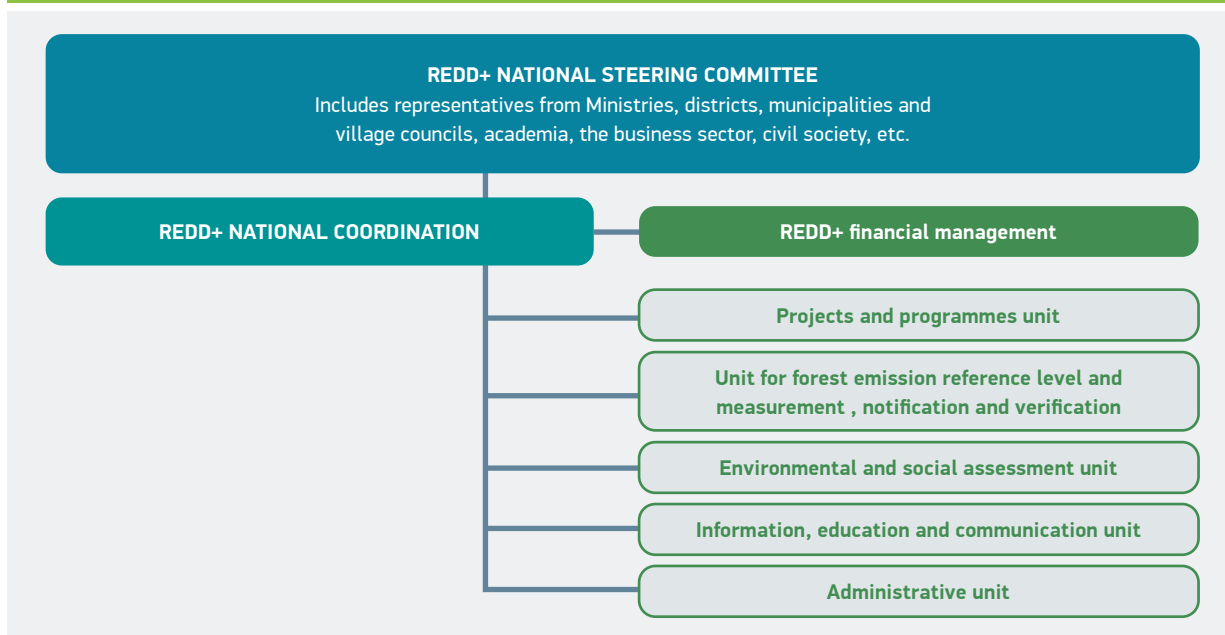 REDD+ NATIONAL STEERING COMMITTEE
Includes representatives from Ministries, districts, municipalities and
village councils, academia, the business sector, civil society, etc.
REDD+ NATIONAL COORDINATION
REDD+ financial management
Projects and programmes unit
Unit for forest emission reference level and
measurement , notification and verification
Environmental and social assessment unit
Information, education and communication unit
Administrative unit